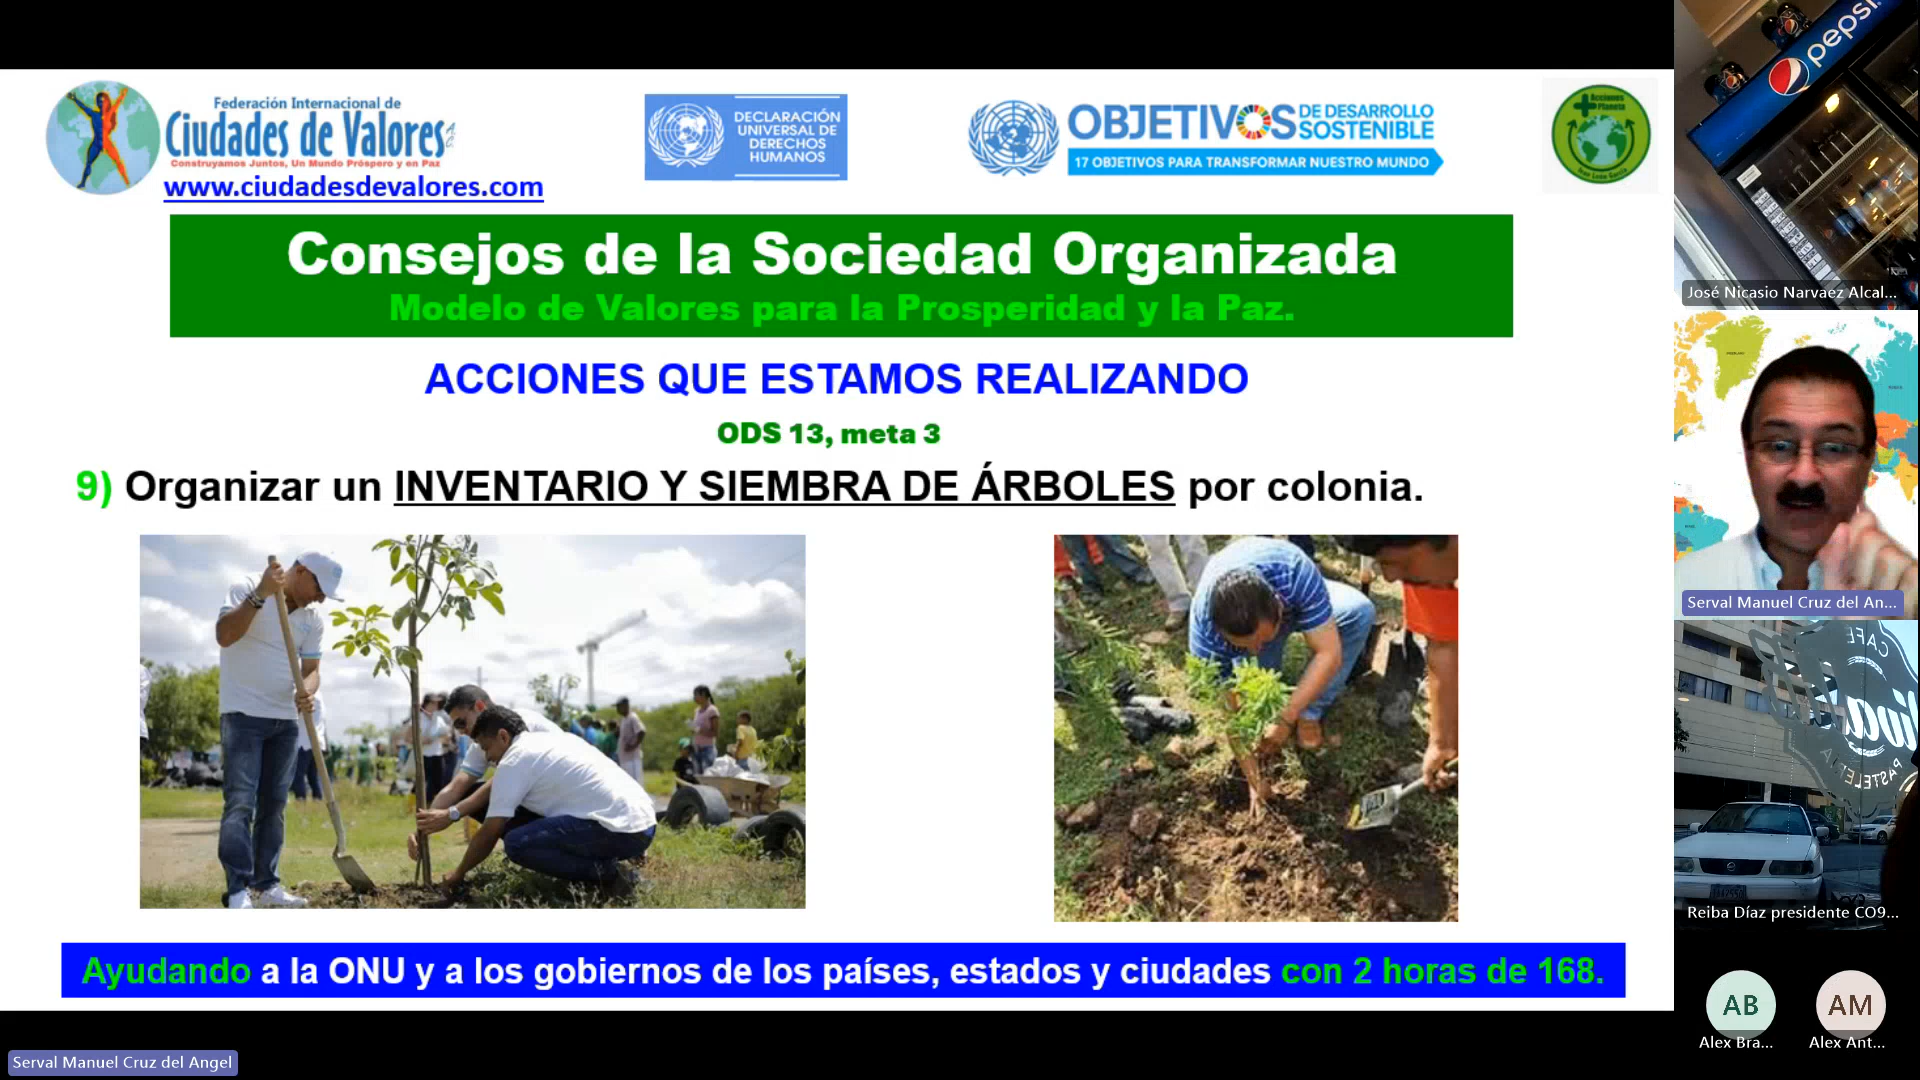 Federación Internacional de
Ciudades de Valores A.C.
Construyamos Juntos, Un Mundo Próspero y en Paz
www.ciudadesdevalores.com
DECLARACIÓN
UNIVERSAL DE
DERECHOS
HUMANOS
OBJETIVOS DE DESARROLLO
SOSTENIBLE
17 OBJETIVOS PARA TRANSFORMAR NUESTRO MUNDO
Acciones
Planeta
Consejos de la Sociedad Organizada
Modelo de Valores para la Prosperidad y la Paz.
ACCIONES QUE ESTAMOS REALIZANDO
ODS 13, meta 3
9) Organizar un INVENTARIO Y SIEMBRA DE ÁRBOLES por colonia.
Ayudando a la ONU y a los gobiernos de los países, estados y ciudades con 2 horas de 168.
Serval Manuel Cruz del Angel
pepsi
José Nicasio Narvaez Alcal...
Serval Manuel Cruz del An...
CAFE
Reiba Díaz presidente CO9...
AB
Alex Bra...
AM
Alex Ant...